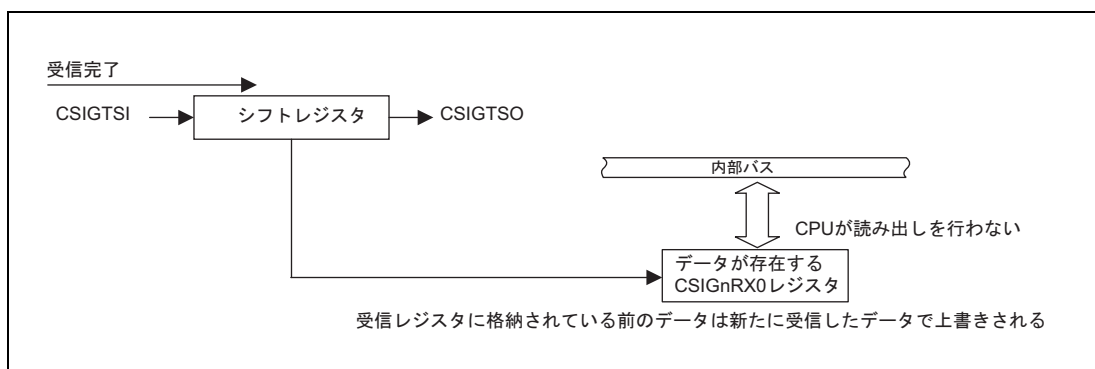 受信完了
CSIGTSI
シフトレジスタ
CSIGTSO
内部バス
CPUが読み出しを行わない
データが存在する
CSIGnRX0レジスタ
受信レジスタに格納されている前のデータは新たに受信したデータで上書きされる